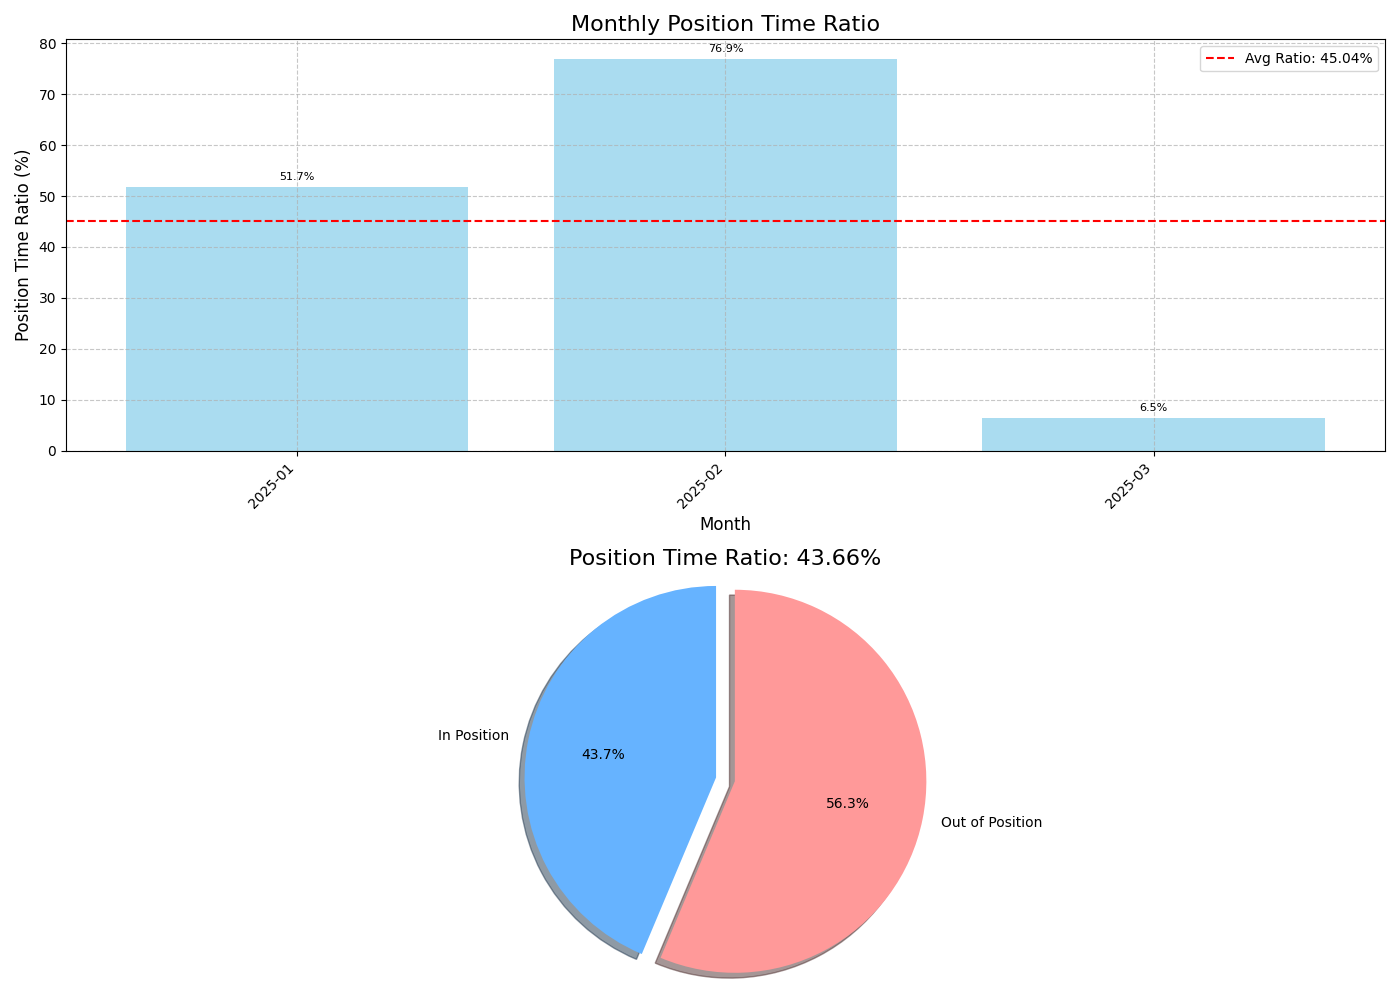 Monthly Position Time Ratio
Position Time Ratio (%)
80
70
60
50
40
30
20
10
0
51.7%
76.9%
6.5%
Avg Ratio: 45.04%
2025-01
2025-02
2025-03
Month
Position Time Ratio: 43.66%
In Position
43.7%
56.3%
Out of Position